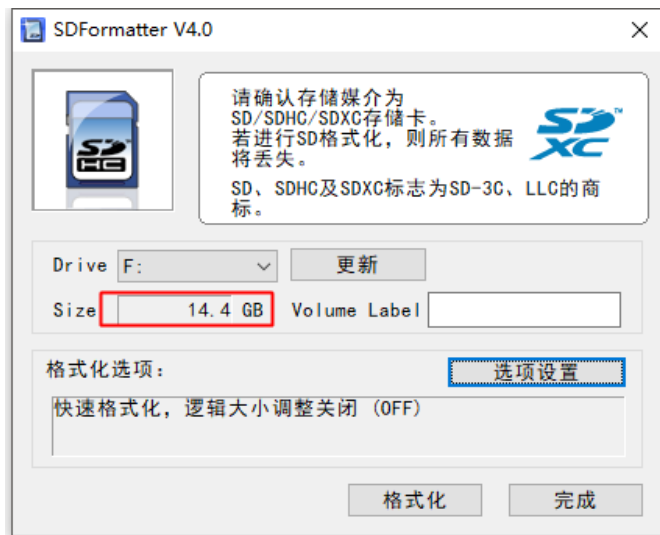 SDFormatter V4.0
SD
HC
请确认存储媒介为
SD/SDHC/SDXC存储卡。
若进行SD格式化，则所有数据
将丢失。
SD、SDHC及SDXC标志为SD-3C、LLC的商
标。
SD
XC
TM
Drive F: 更新
Size 14.4 GB Volume Label
格式化选项：
选项设置
快速格式化，逻辑大小调整关闭 (OFF)
格式化 完成